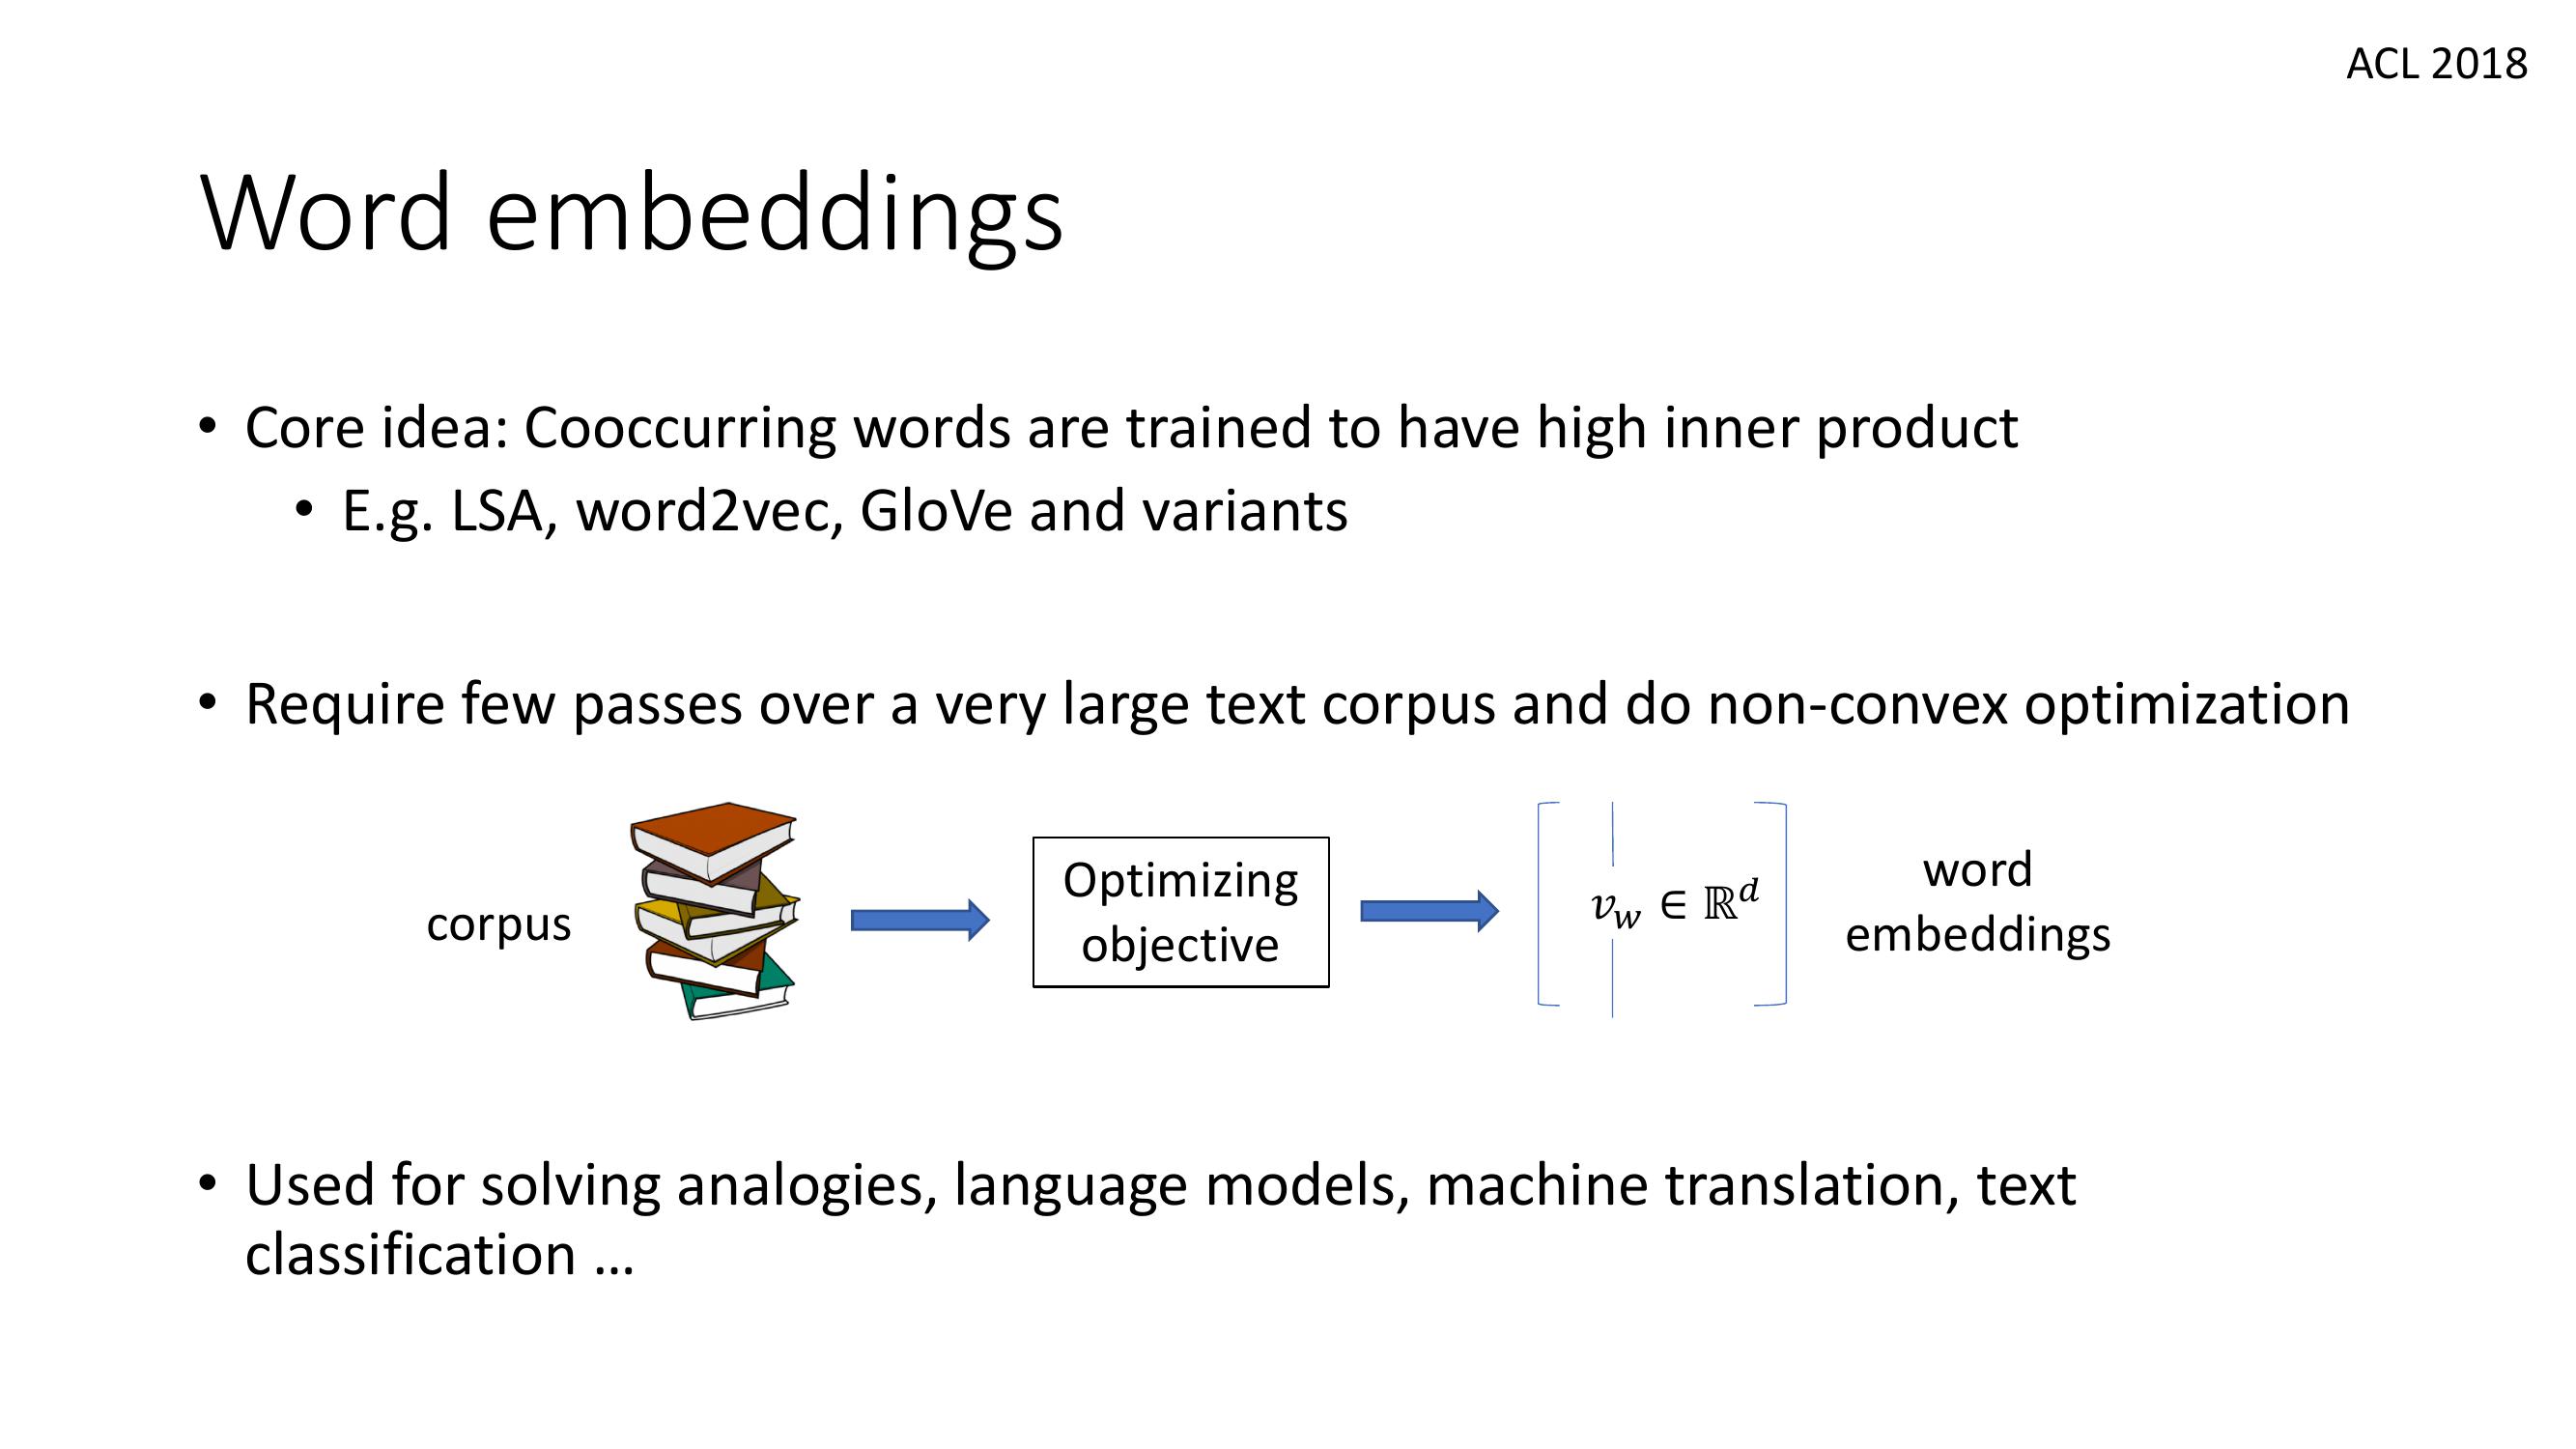 ACL 2018
Word embeddings
• Core idea: Cooccurring words are trained to have high inner product
• E.g. LSA, word2vec, GloVe and variants
• Require few passes over a very large text corpus and do non-convex optimization
corpus
Optimizing
objective
v_w ∈ ℝ^d
word
embeddings
• Used for solving analogies, language models, machine translation, text
classification ...